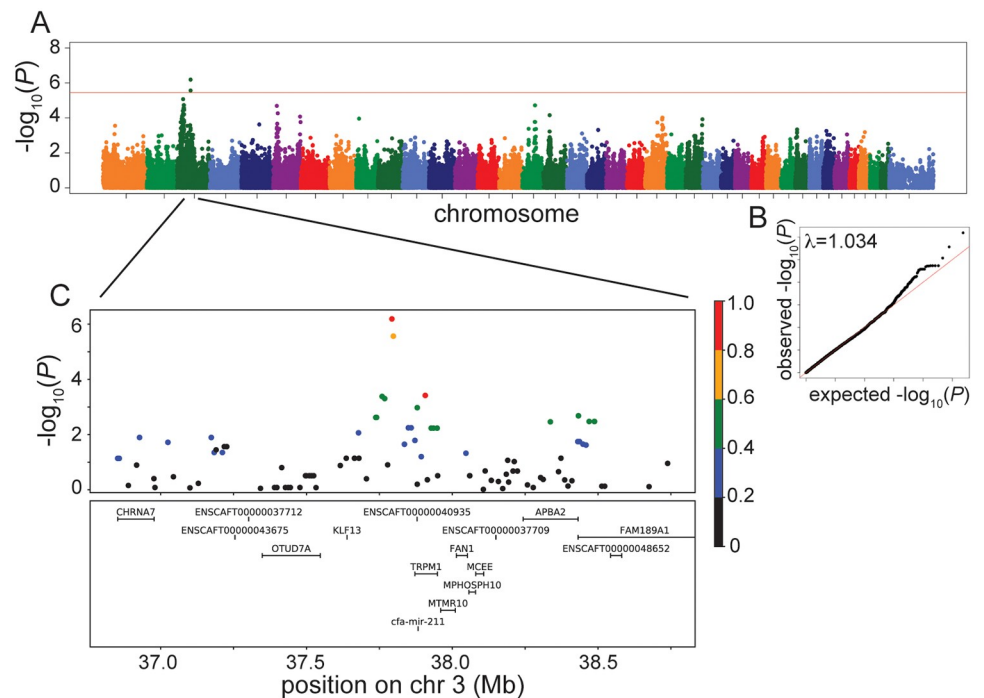 A
8
6
4
2
0
-log10(P)
chromosome
B
λ=1.034
observed -log10(P)
expected -log10(P)
C
6
4
2
0
-log10(P)
1.0
0.8
0.6
0.4
0.2
0
CHRNA7 ENSCAFT00000037712 ENSCAFT00000040935 APBA2
ENSCAFT00000043675 KLF13 ENSCAFT00000037709 FAM189A1
OTUD7A FAN1 ENSCAFT00000048652
TRPM1 MCEE
MPHOSPH10
MTMR10
cfa-mir-211
37.0 37.5 38.0 38.5
position on chr 3 (Mb)